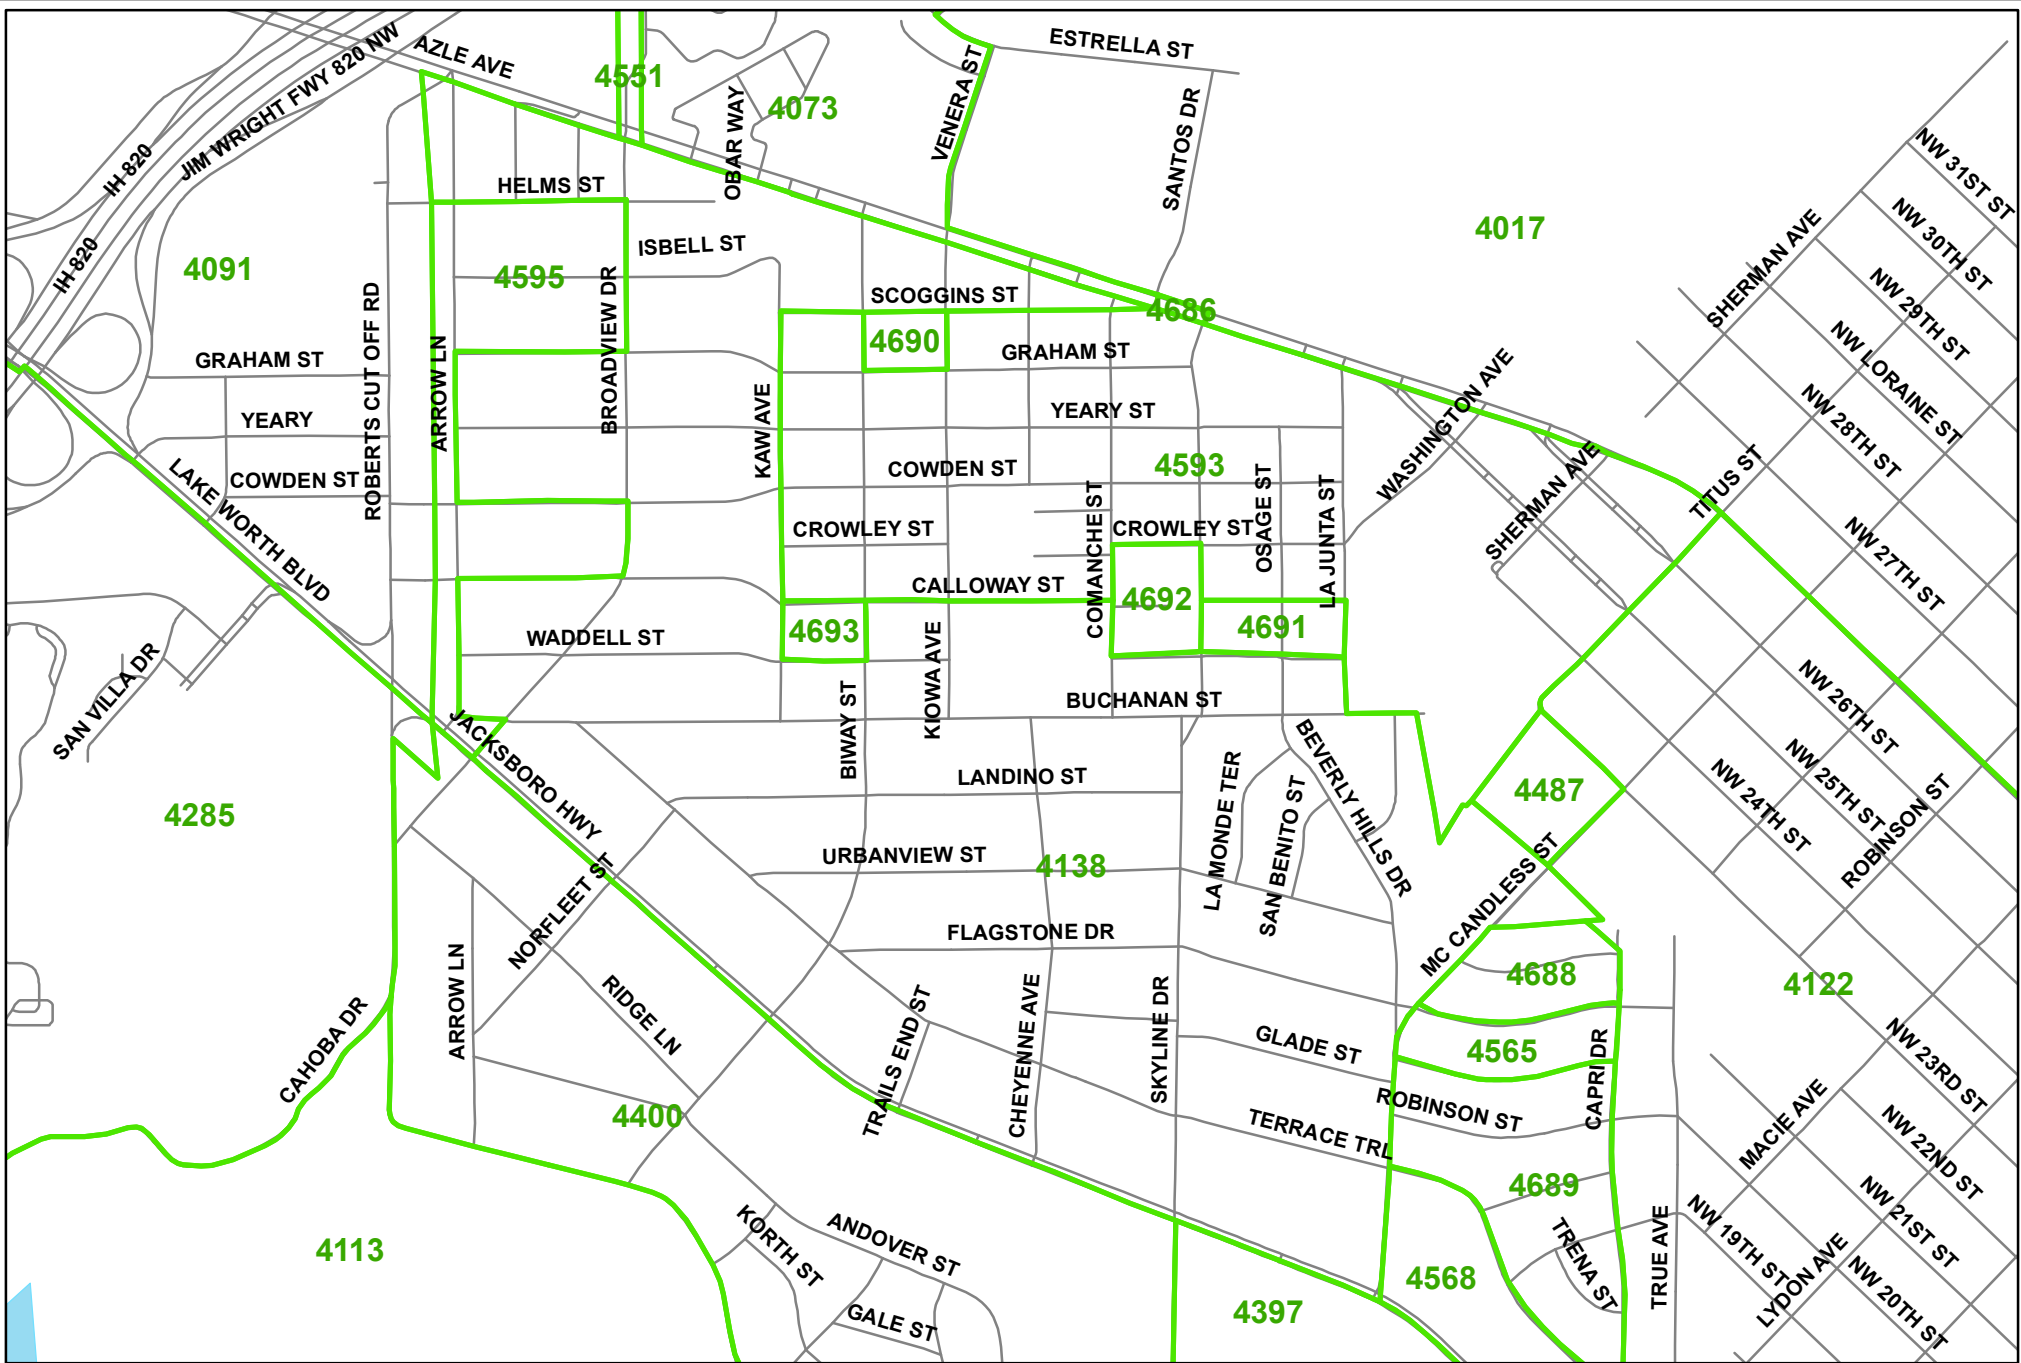 AZLE AVE
ESTRELLA ST
JIM WRIGHT FWY 820 NW
4551
VENERA ST
4073
OBAR WAY
SANTOS DR
IH 820
NW 31ST ST
HELMS ST
4017
NW 30TH ST
ISBELL ST
IH 820
4091
4595
SHERMAN AVE
SCOGGINS ST
4686
NW 29TH ST
ROBERTS CUT OFF RD
BROADVIEW DR
4690
GRAHAM ST
GRAHAM ST
ARROW LN
NW LORAINE ST
YEARY
KAW AVE
YEARY ST
WASHINGTON AVE
NW 28TH ST
COWDEN ST
COWDEN ST
4593
TITUS ST
LAKE WORTH BLVD
CROWLEY ST
COMANCHE ST
CROWLEY ST
OSAGE ST
LA JUNTA ST
SHERMAN AVE
NW 27TH ST
CALLOWAY ST
4692
4693
4691
WADDELL ST
KIOWA AVE
SAN VILLA DR
BUCHANAN ST
NW 26TH ST
BIWAY ST
JACKSBORO HWY
LANDINO ST
BEVERLY HILLS DR
4487
NW 25TH ST
NW 24TH ST
ROBINSON ST
4285
LA MONDE TER
SAN BENITO ST
URBANVIEW ST
4138
NORFLEET ST
MC CANDLESS ST
FLAGSTONE DR
4688
4122
ARROW LN
RIDGE LN
CAHOBA DR
TRAILS END ST
CHEYENNE AVE
SKYLINE DR
GLADE ST
4565
CAPRI DR
NW 23RD ST
4400
ROBINSON ST
TERRACE TRL
MACIE AVE
NW 22ND ST
4689
4113
KORTH ST
ANDOVER ST
TRENA ST
TRUE AVE
NW 19TH ST
NW 21ST ST
4568
LYDON AVE
NW 20TH ST
GALE ST
4397